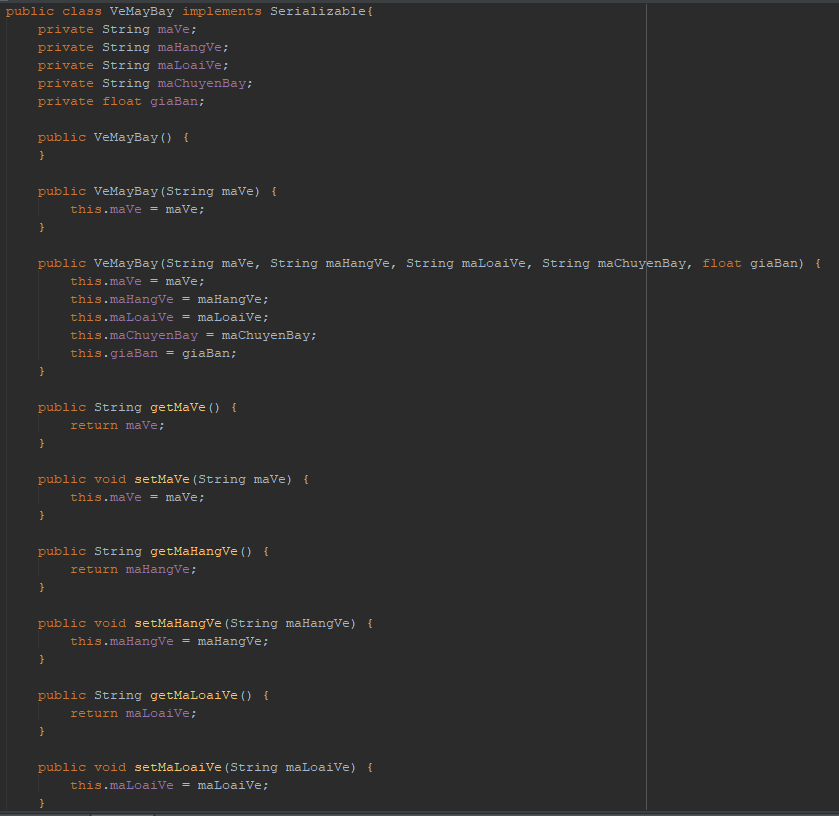 public class VeMayBay implements Serializable{
private String maVe;
private String maHangVe;
private String maLoaiVe;
private String maChuyenBay;
private float giaBan;
public VeMayBay() {
}
public VeMayBay(String maVe) {
this.maVe = maVe;
}
public VeMayBay(String maVe, String maHangVe, String maLoaiVe, String maChuyenBay, float giaBan) {
this.maVe = maVe;
this.maHangVe = maHangVe;
this.maLoaiVe = maLoaiVe;
this.maChuyenBay = maChuyenBay;
this.giaBan = giaBan;
}
public String getMaVe() {
return maVe;
}
public void setMaVe(String maVe) {
this.maVe = maVe;
}
public String getMaHangVe() {
return maHangVe;
}
public void setMaHangVe(String maHangVe) {
this.maHangVe = maHangVe;
}
public String getMaLoaiVe() {
return maLoaiVe;
}
public void setMaLoaiVe(String maLoaiVe) {
this.maLoaiVe = maLoaiVe;
}